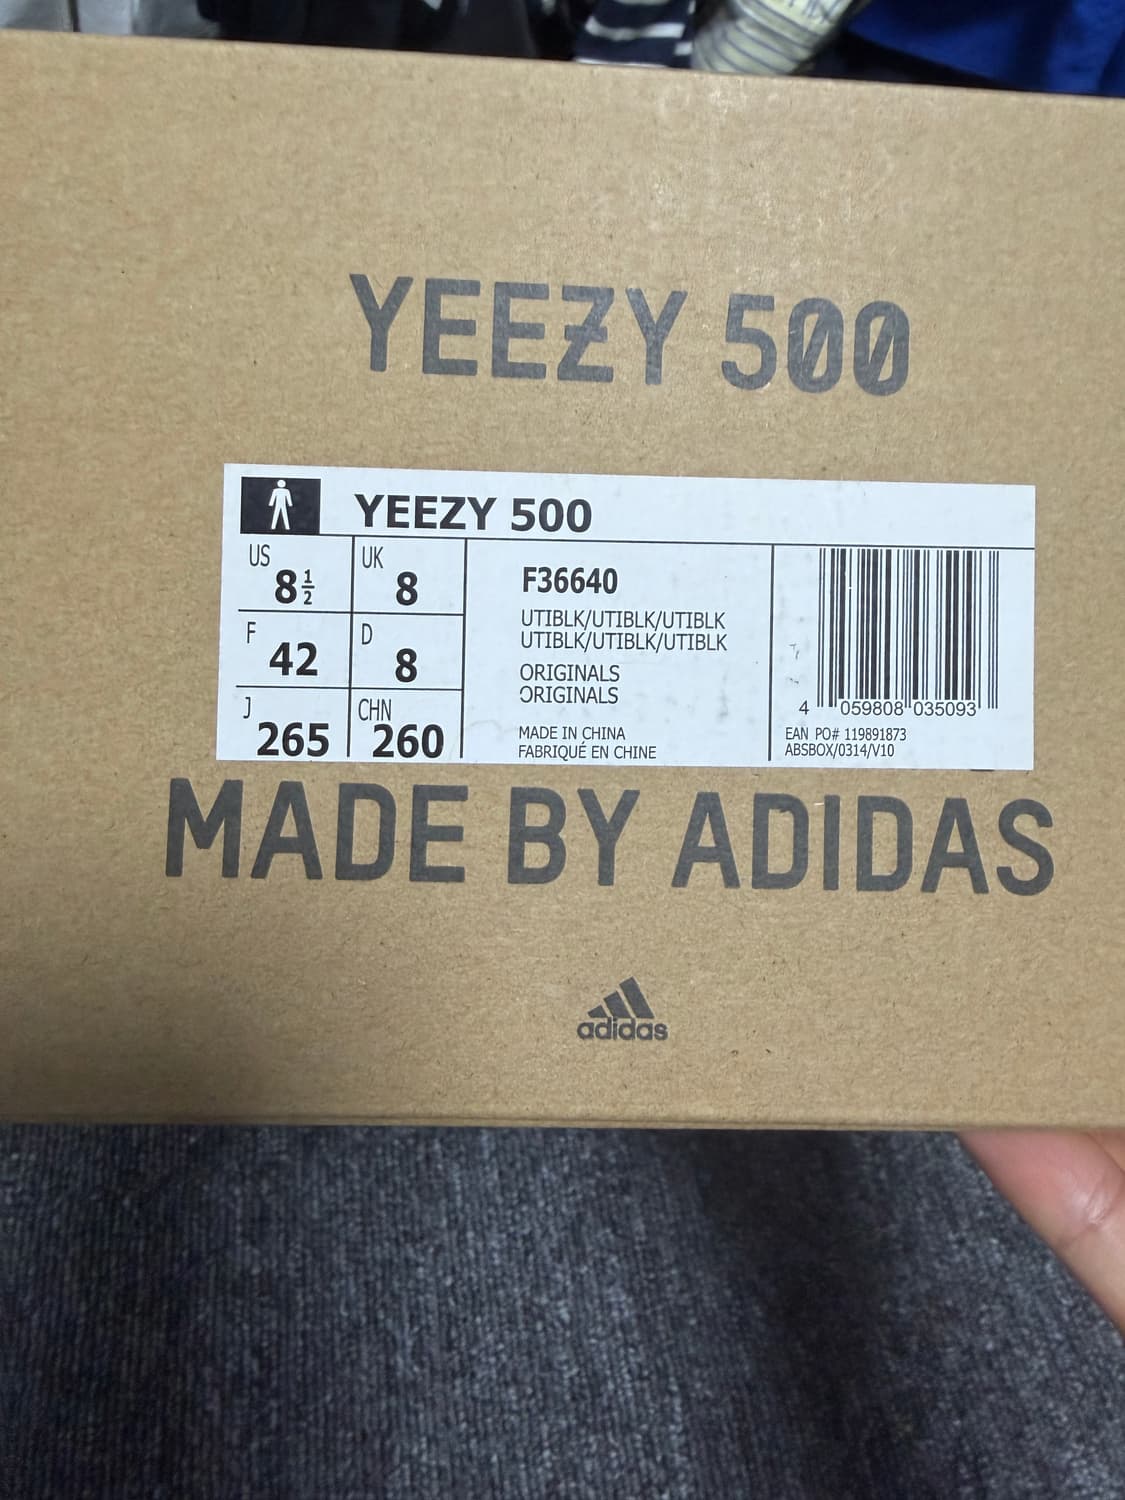 YEEZY 500
YEEZY 500
US 8½ UK 8
F 42 D 8
J 265 CHN 260
F36640
UTIBLK/UTIBLK/UTIBLK
UTIBLK/UTIBLK/UTIBLK
ORIGINALS
ORIGINALS
MADE IN CHINA
FABRIQUÉ EN CHINE
4 059808 035093
EAN PO# 119891873
ABSBOX/0314/V10
MADE BY ADIDAS
adidas